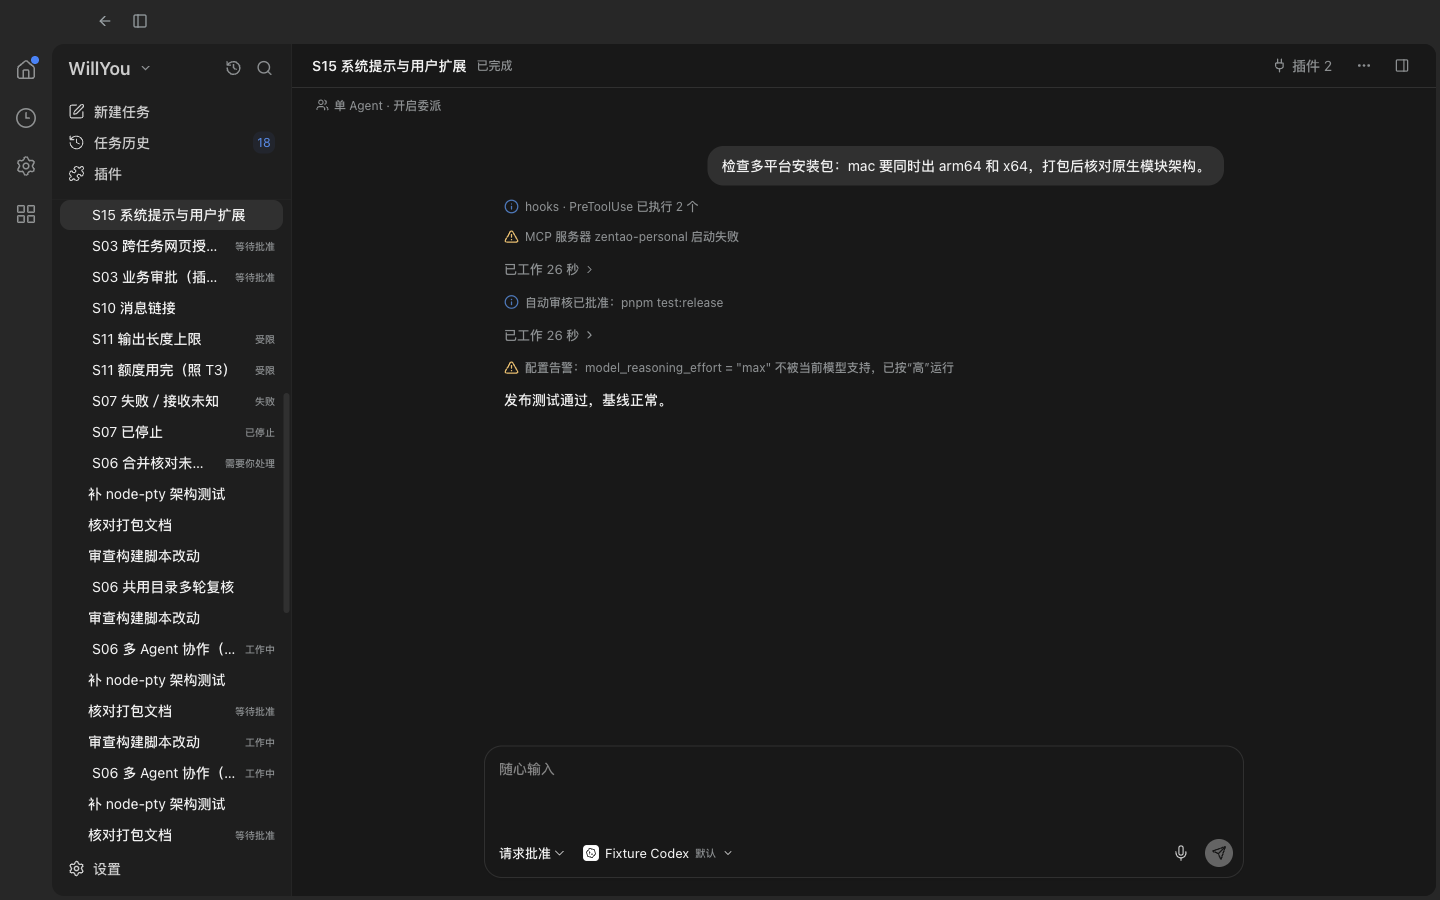 WillYou
新建任务
任务历史 18
插件
S15 系统提示与用户扩展
S03 跨任务网页授... 等待批准
S03 业务审批（插... 等待批准
S10 消息链接
S11 输出长度上限 受限
S11 额度用完（照 T3） 受限
S07 失败 / 接收未知 失败
S07 已停止 已停止
S06 合并核对未... 需要你处理
补 node-pty 架构测试
核对打包文档
审查构建脚本改动
S06 共用目录多轮复核
审查构建脚本改动
S06 多 Agent 协作（... 工作中
补 node-pty 架构测试
核对打包文档 等待批准
审查构建脚本改动 工作中
S06 多 Agent 协作（... 工作中
补 node-pty 架构测试
核对打包文档 等待批准
设置
S15 系统提示与用户扩展 已完成
插件 2
单 Agent · 开启委派
检查多平台安装包：mac 要同时出 arm64 和 x64，打包后核对原生模块架构。
hooks · PreToolUse 已执行 2 个
MCP 服务器 zentao-personal 启动失败
已工作 26 秒
自动审核已批准：pnpm test:release
已工作 26 秒
配置告警：model_reasoning_effort = "max" 不被当前模型支持，已按“高”运行
发布测试通过，基线正常。
随心输入
请求批准
Fixture Codex 默认